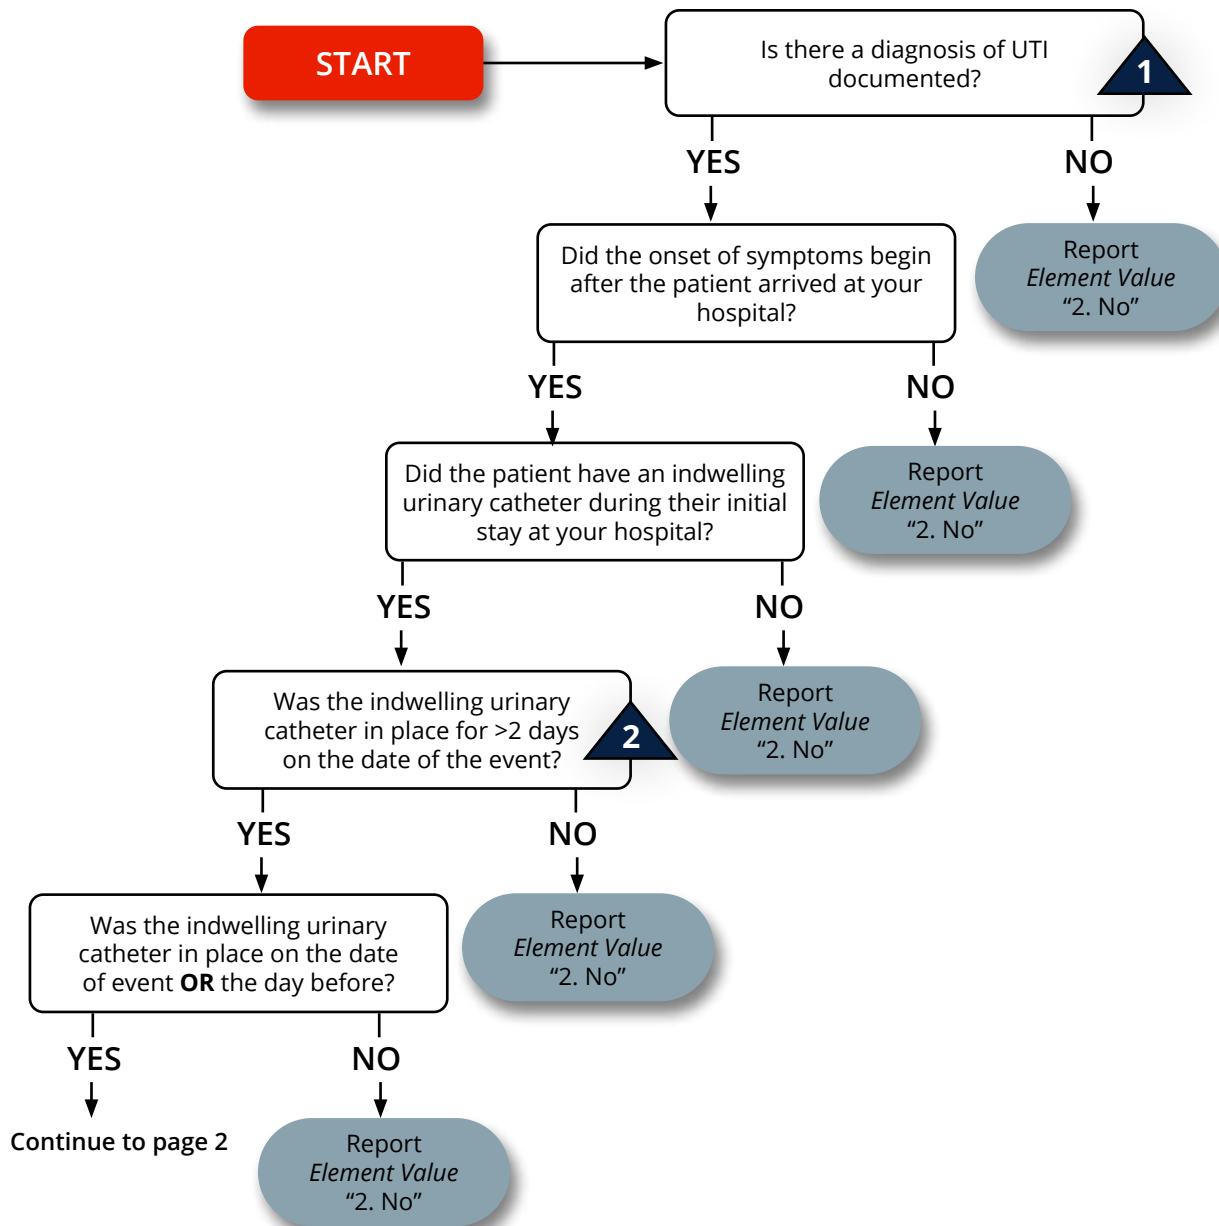 START
Is there a diagnosis of UTI
documented?
1
YES
NO
Did the onset of symptoms begin
after the patient arrived at your
hospital?
Report
Element Value
“2. No”
YES
NO
Did the patient have an indwelling
urinary catheter during their initial
stay at your hospital?
Report
Element Value
“2. No”
YES
NO
Was the indwelling urinary
catheter in place for >2 days
on the date of the event?
2
Report
Element Value
“2. No”
YES
NO
Was the indwelling urinary
catheter in place on the date
of event OR the day before?
Report
Element Value
“2. No”
YES
NO
Continue to page 2
Report
Element Value
“2. No”